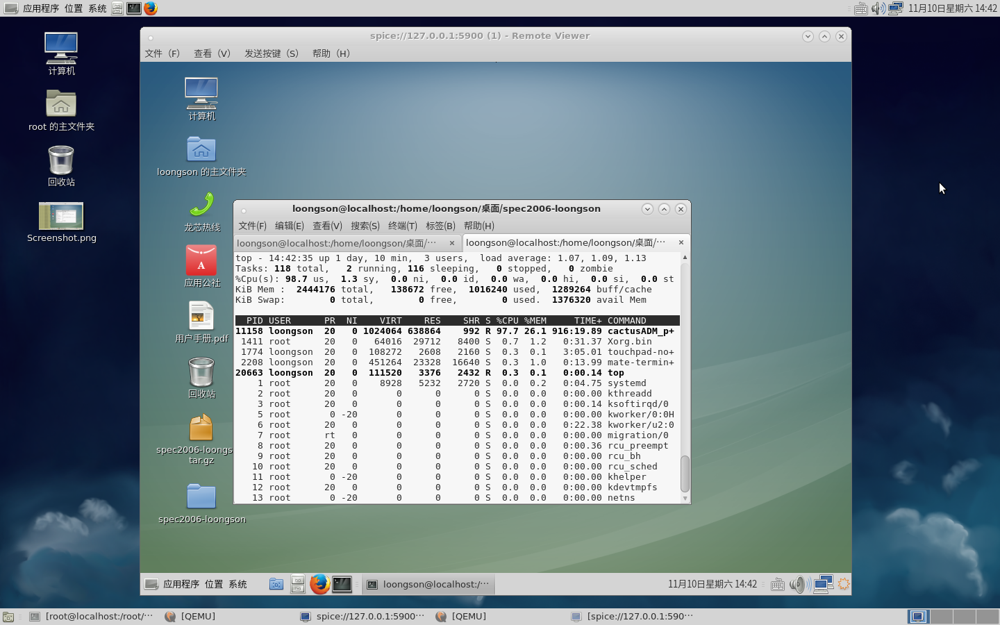 应用程序 位置 系统
11月10日星期六 14:42
计算机
root 的主文件夹
回收站
Screenshot.png
spice://127.0.0.1:5900 (1) - Remote Viewer
文件（F） 查看（V） 发送按键（S） 帮助（H）
计算机
loongson 的主文件夹
龙芯热线
应用公社
用户手册.pdf
回收站
spec2006-loongs
tar.gz
spec2006-loongson
loongson@localhost:/home/loongson/桌面/spec2006-loongson
文件(F) 编辑(E) 查看(V) 搜索(S) 终端(T) 标签(B) 帮助(H)
loongson@localhost:/home/loongson/桌面/··· × loongson@localhost:/home/loongson/桌面/··· ×
top - 14:42:35 up 1 day, 10 min,  3 users,  load average: 1.07, 1.09, 1.13
Tasks: 118 total,   2 running, 116 sleeping,   0 stopped,   0 zombie
%Cpu(s): 98.7 us,  1.3 sy,  0.0 ni,  0.0 id,  0.0 wa,  0.0 hi,  0.0 si,  0.0 st
KiB Mem :  2444176 total,   138672 free,  1016240 used,  1289264 buff/cache
KiB Swap:        0 total,        0 free,        0 used.  1376320 avail Mem
PID USER PR NI VIRT RES SHR S %CPU %MEM TIME+ COMMAND
11158 loongson 20 0 1024064 638864 992 R 97.7 26.1 916:19.89 cactusADM_p+
1411 root 20 0 64016 29712 8400 S 0.7 1.2 0:31.37 Xorg.bin
1774 loongson 20 0 108272 2608 2160 S 0.3 0.1 3:05.01 touchpad-no+
2208 loongson 20 0 451264 23328 16640 S 0.3 1.0 0:13.99 mate-termin+
20663 loongson 20 0 111520 3376 2432 R 0.3 0.1 0:00.14 top
1 root 20 0 8928 5232 2720 S 0.0 0.2 0:04.75 systemd
2 root 20 0 0 0 0 S 0.0 0.0 0:00.00 kthreadd
3 root 20 0 0 0 0 S 0.0 0.0 0:00.14 ksoftirqd/0
5 root 0 -20 0 0 0 S 0.0 0.0 0:00.00 kworker/0:0H
6 root 20 0 0 0 0 S 0.0 0.0 0:22.38 kworker/u2:0
7 root rt 0 0 0 0 S 0.0 0.0 0:00.00 migration/0
8 root 20 0 0 0 0 S 0.0 0.0 0:00.36 rcu_preempt
9 root 20 0 0 0 0 S 0.0 0.0 0:00.00 rcu_bh
10 root 20 0 0 0 0 S 0.0 0.0 0:00.00 rcu_sched
11 root 0 -20 0 0 0 S 0.0 0.0 0:00.00 khelper
12 root 20 0 0 0 0 S 0.0 0.0 0:00.00 kdevtmpfs
13 root 0 -20 0 0 0 S 0.0 0.0 0:00.00 netns
应用程序 位置 系统
loongson@localhost:/···
11月10日星期六 14:42
[root@localhost:/root/···
[QEMU]
spice://127.0.0.1:5900···
[QEMU]
[spice://127.0.0.1:590···